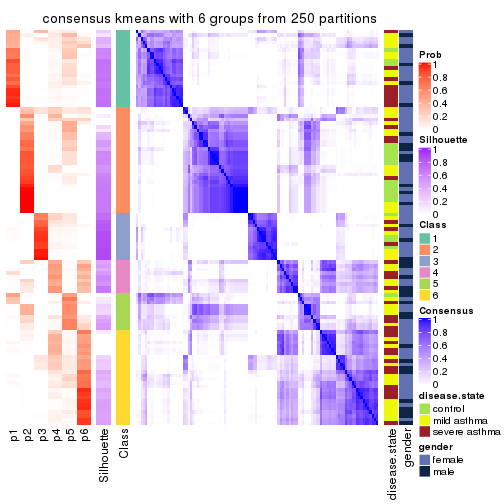 consensus kmeans with 6 groups from 250 partitions
p1
p2
p3
p4
p5
p6
Silhouette
Class
disease.state
gender
Prob
1
0.8
0.6
0.4
0.2
0
Silhouette
1
0.8
0.6
0.4
0.2
0
Class
1
2
3
4
5
6
Consensus
1
0.8
0.6
0.4
0.2
0
disease.state
control
mild asthma
severe asthma
gender
female
male